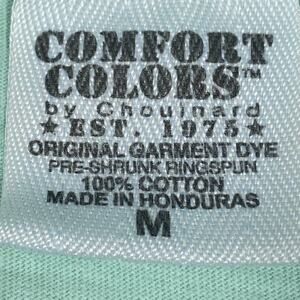 COMFORT
COLORS™
by Chouinard
★ EST. 1975 ★
ORIGINAL GARMENT DYE
PRE-SHRUNK RINGSPUN
100% COTTON
MADE IN HONDURAS
M